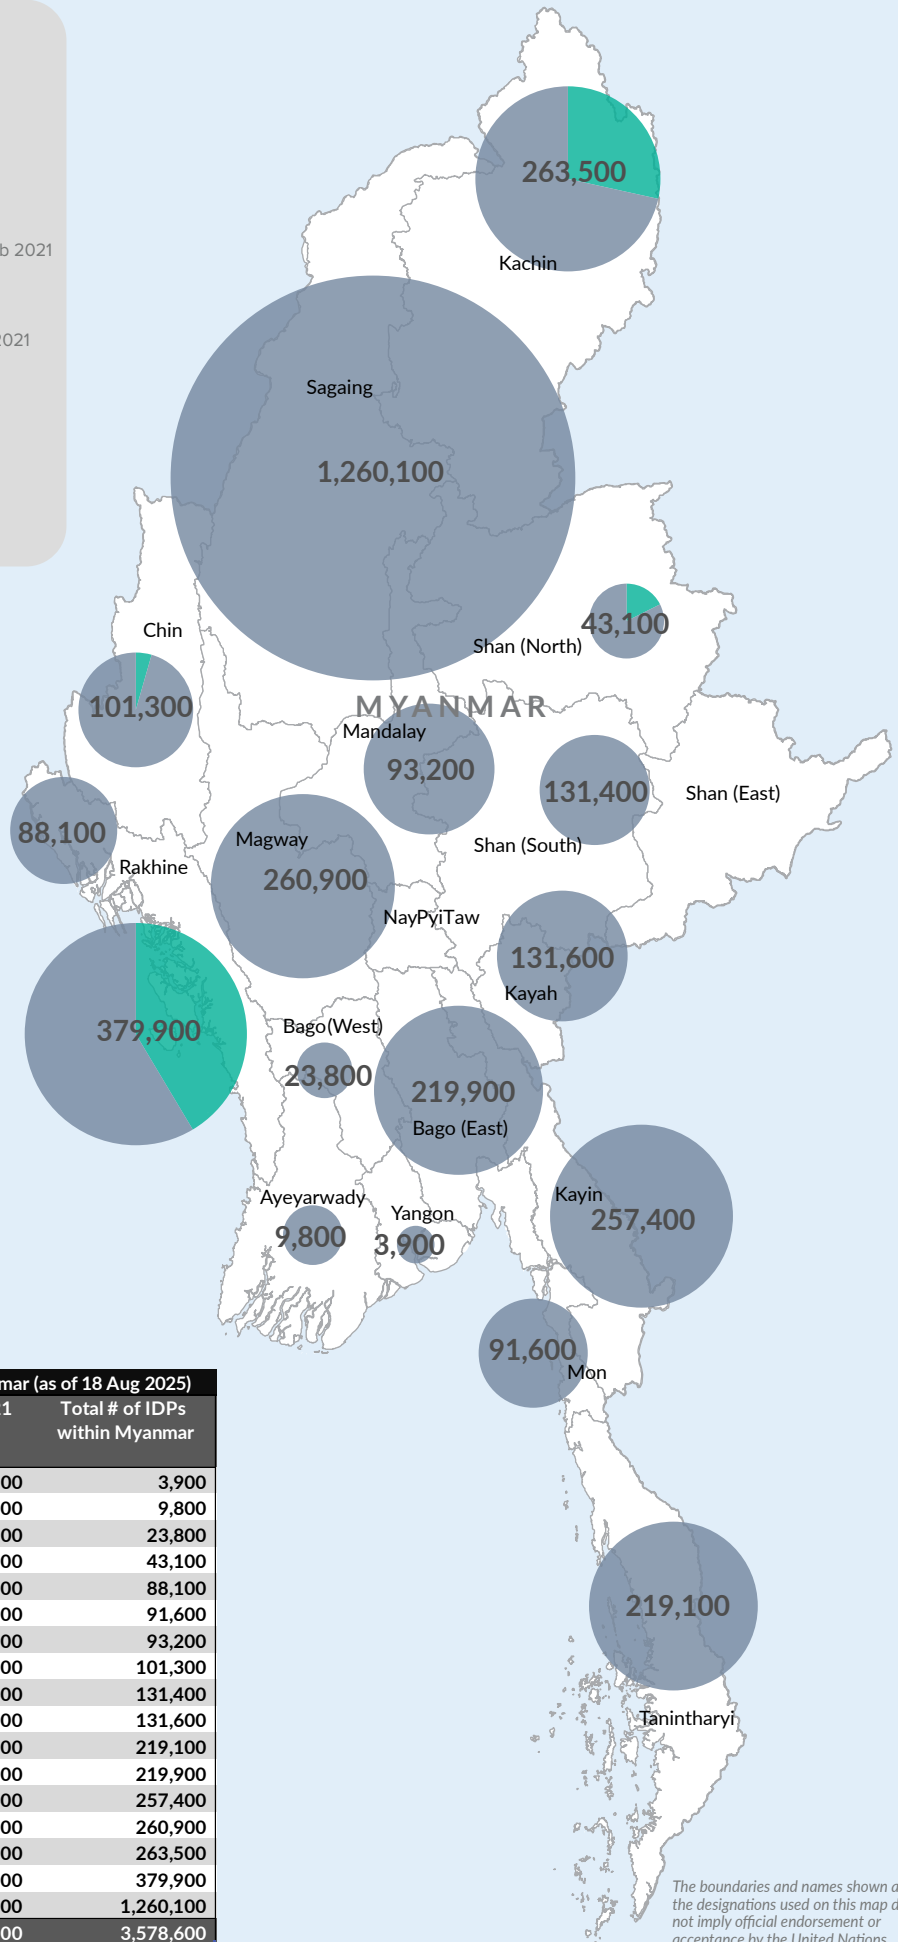 b 2021
2021
263,500
Kachin
Sagaing
1,260,100
Chin
43,100
Shan (North)
101,300
MYANMAR
Mandalay
93,200
131,400
Shan (East)
88,100
Magway
Shan (South)
Rakhine
260,900
NayPyiTaw
131,600
Kayah
379,900
Bago(West)
23,800
219,900
Bago (East)
Ayeyarwady
Kayin
Yangon
257,400
9,800
3,900
91,600
Mon
219,100
Tanintharyi
mar (as of 18 Aug 2025)
1 Total # of IDPs
within Myanmar
00 3,900
00 9,800
00 23,800
00 43,100
00 88,100
00 91,600
00 93,200
00 101,300
00 131,400
00 131,600
00 219,100
00 219,900
00 257,400
00 260,900
00 263,500
00 379,900
00 1,260,100
00 3,578,600
The boundaries and names shown a
the designations used on this map d
not imply official endorsement or
acceptance by the United Nations